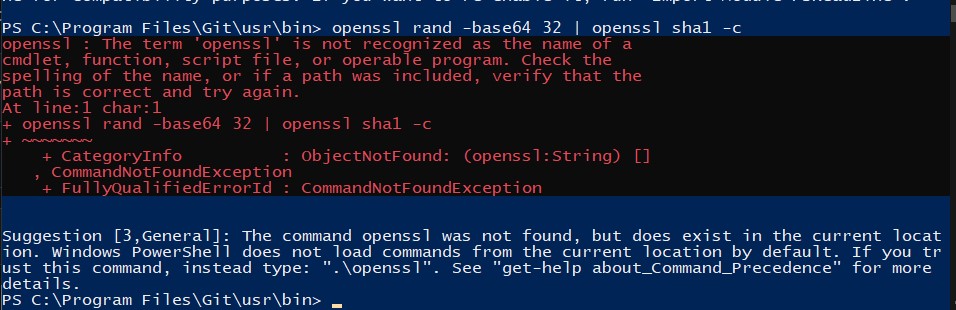 PS C:\Program Files\Git\usr\bin> openssl rand -base64 32 | openssl sha1 -c
openssl : The term 'openssl' is not recognized as the name of a
cmdlet, function, script file, or operable program. Check the
spelling of the name, or if a path was included, verify that the
path is correct and try again.
At line:1 char:1
+ openssl rand -base64 32 | openssl sha1 -c
+ ~~~~~~~
+ CategoryInfo : ObjectNotFound: (openssl:String) []
, CommandNotFoundException
+ FullyQualifiedErrorId : CommandNotFoundException
Suggestion [3,General]: The command openssl was not found, but does exist in the current locat
ion. Windows PowerShell does not load commands from the current location by default. If you tr
ust this command, instead type: ".\openssl". See "get-help about_Command_Precedence" for more
details.
PS C:\Program Files\Git\usr\bin>